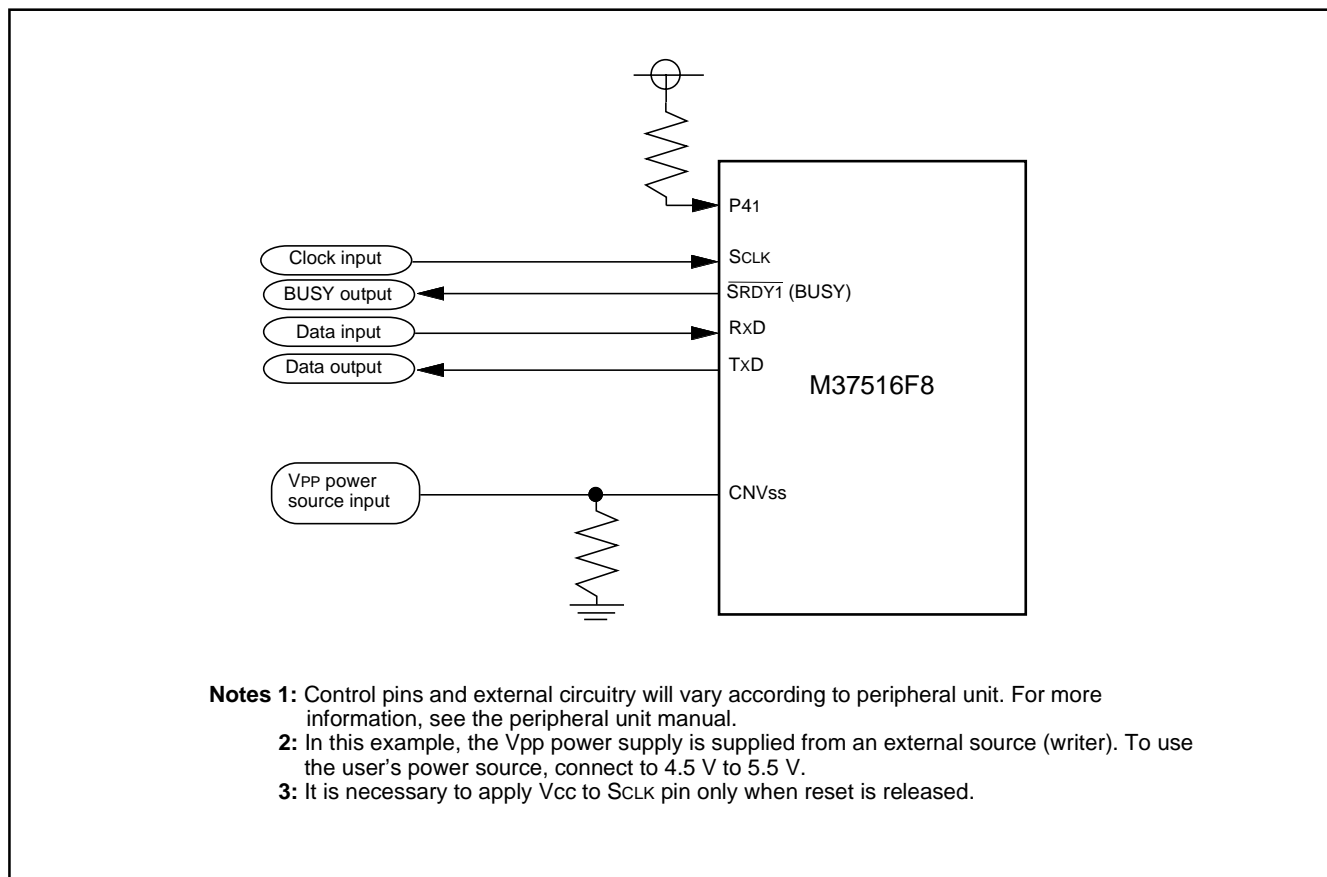 P41
Clock input
SCLK
BUSY output
SRDY1 (BUSY)
Data input
RxD
Data output
TxD
M37516F8
VPP power
source input
CNVss
Notes 1: Control pins and external circuitry will vary according to peripheral unit. For more
information, see the peripheral unit manual.
2: In this example, the Vpp power supply is supplied from an external source (writer). To use
the user's power source, connect to 4.5 V to 5.5 V.
3: It is necessary to apply Vcc to SCLK pin only when reset is released.